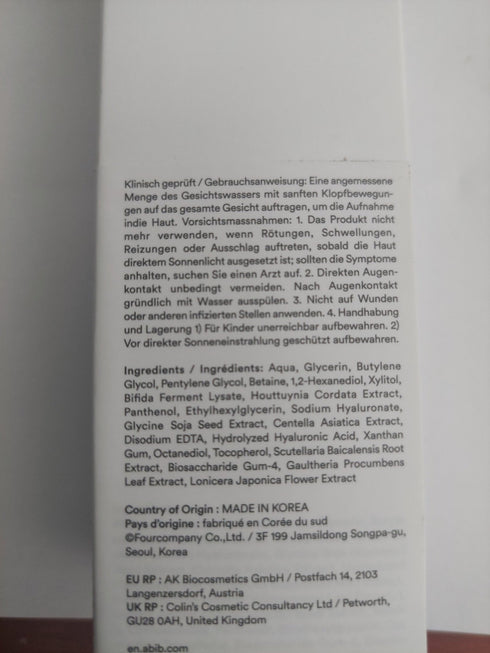 Klinisch geprüft / Gebrauchsanweisung: Eine angemessene
Menge des Gesichtswassers mit sanften Klopfbewegun-
gen auf das gesamte Gesicht auftragen, um die Aufnahme
indie Haut. Vorsichtsmassnahmen: 1. Das Produkt nicht
mehr verwenden, wenn Rötungen, Schwellungen,
Reizungen oder Ausschlag auftreten, sobald die Haut
direktem Sonnenlicht ausgesetzt ist; sollten die Symptome
anhalten, suchen Sie einen Arzt auf. 2. Direkten Augen-
kontakt unbedingt vermeiden. Nach Augenkontakt
gründlich mit Wasser ausspülen. 3. Nicht auf Wunden
oder anderen infizierten Stellen anwenden. 4. Handhabung
und Lagerung 1) Für Kinder unerreichbar aufbewahren. 2)
Vor direkter Sonneneinstrahlung geschützt aufbewahren.
Ingredients / Ingrédients: Aqua, Glycerin, Butylene
Glycol, Pentylene Glycol, Betaine, 1,2-Hexanediol, Xylitol,
Bifida Ferment Lysate, Houttuynia Cordata Extract,
Panthenol, Ethylhexylglycerin, Sodium Hyaluronate,
Glycine Soja Seed Extract, Centella Asiatica Extract,
Disodium EDTA, Hydrolyzed Hyaluronic Acid, Xanthan
Gum, Octanediol, Tocopherol, Scutellaria Baicalensis Root
Extract, Biosaccharide Gum-4, Gaultheria Procumbens
Leaf Extract, Lonicera Japonica Flower Extract
Country of Origin : MADE IN KOREA
Pays d'origine : fabriqué en Corée du sud
©Fourcompany Co.,Ltd. / 3F 199 Jamsildong Songpa-gu,
Seoul, Korea
EU RP : AK Biocosmetics GmbH / Postfach 14, 2103
Langenzersdorf, Austria
UK RP : Colin's Cosmetic Consultancy Ltd / Petworth,
GU28 0AH, United Kingdom
en.abib.com